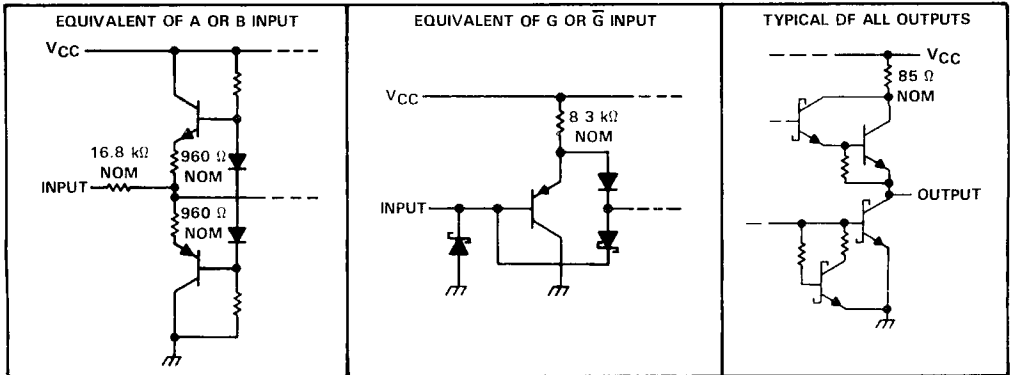 EQUIVALENT OF A OR B INPUT
VCC
16.8 kΩ
NOM
960 Ω
NOM
INPUT
960 Ω
NOM
EQUIVALENT OF G OR G̅ INPUT
VCC
8 3 kΩ
NOM
INPUT
TYPICAL OF ALL OUTPUTS
VCC
85 Ω
NOM
OUTPUT